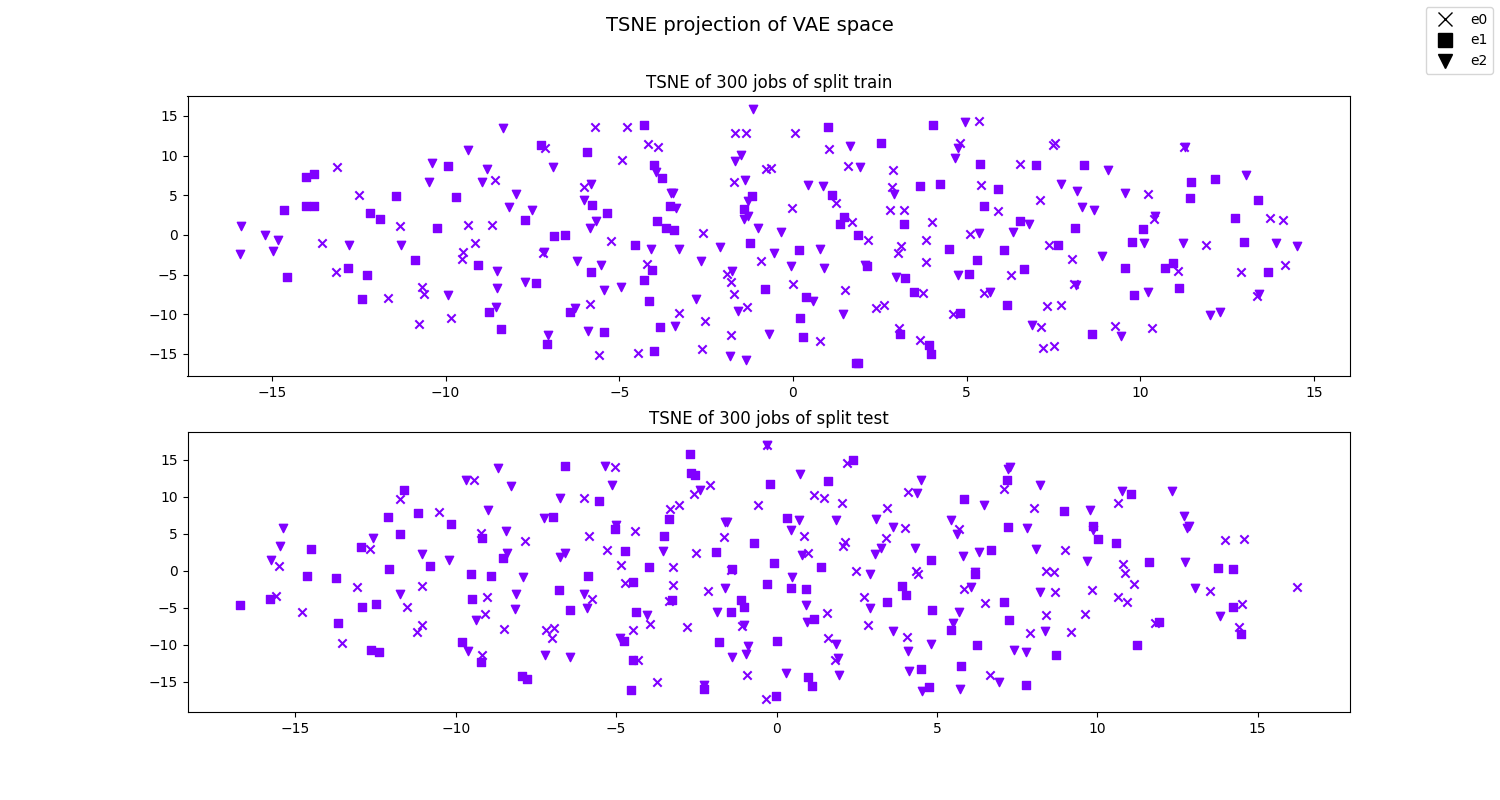 TSNE projection of VAE space
e0
e1
e2
TSNE of 300 jobs of split train
15
10
5
0
−5
−10
−15
−15 −10 −5 0 5 10 15
TSNE of 300 jobs of split test
15
10
5
0
−5
−10
−15
−15 −10 −5 0 5 10 15